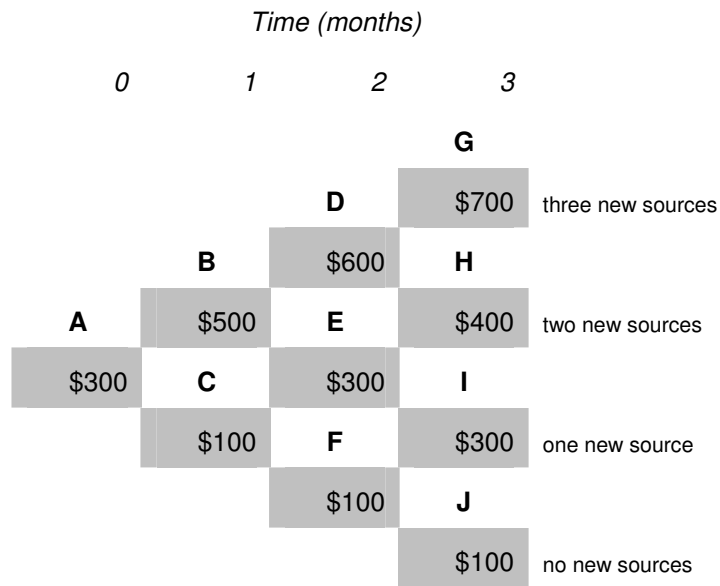 Time (months)
0 1 2 3
G
D $700 three new sources
B $600 H
A $500 E $400 two new sources
$300 C $300 I
$100 F $300 one new source
$100 J
$100 no new sources